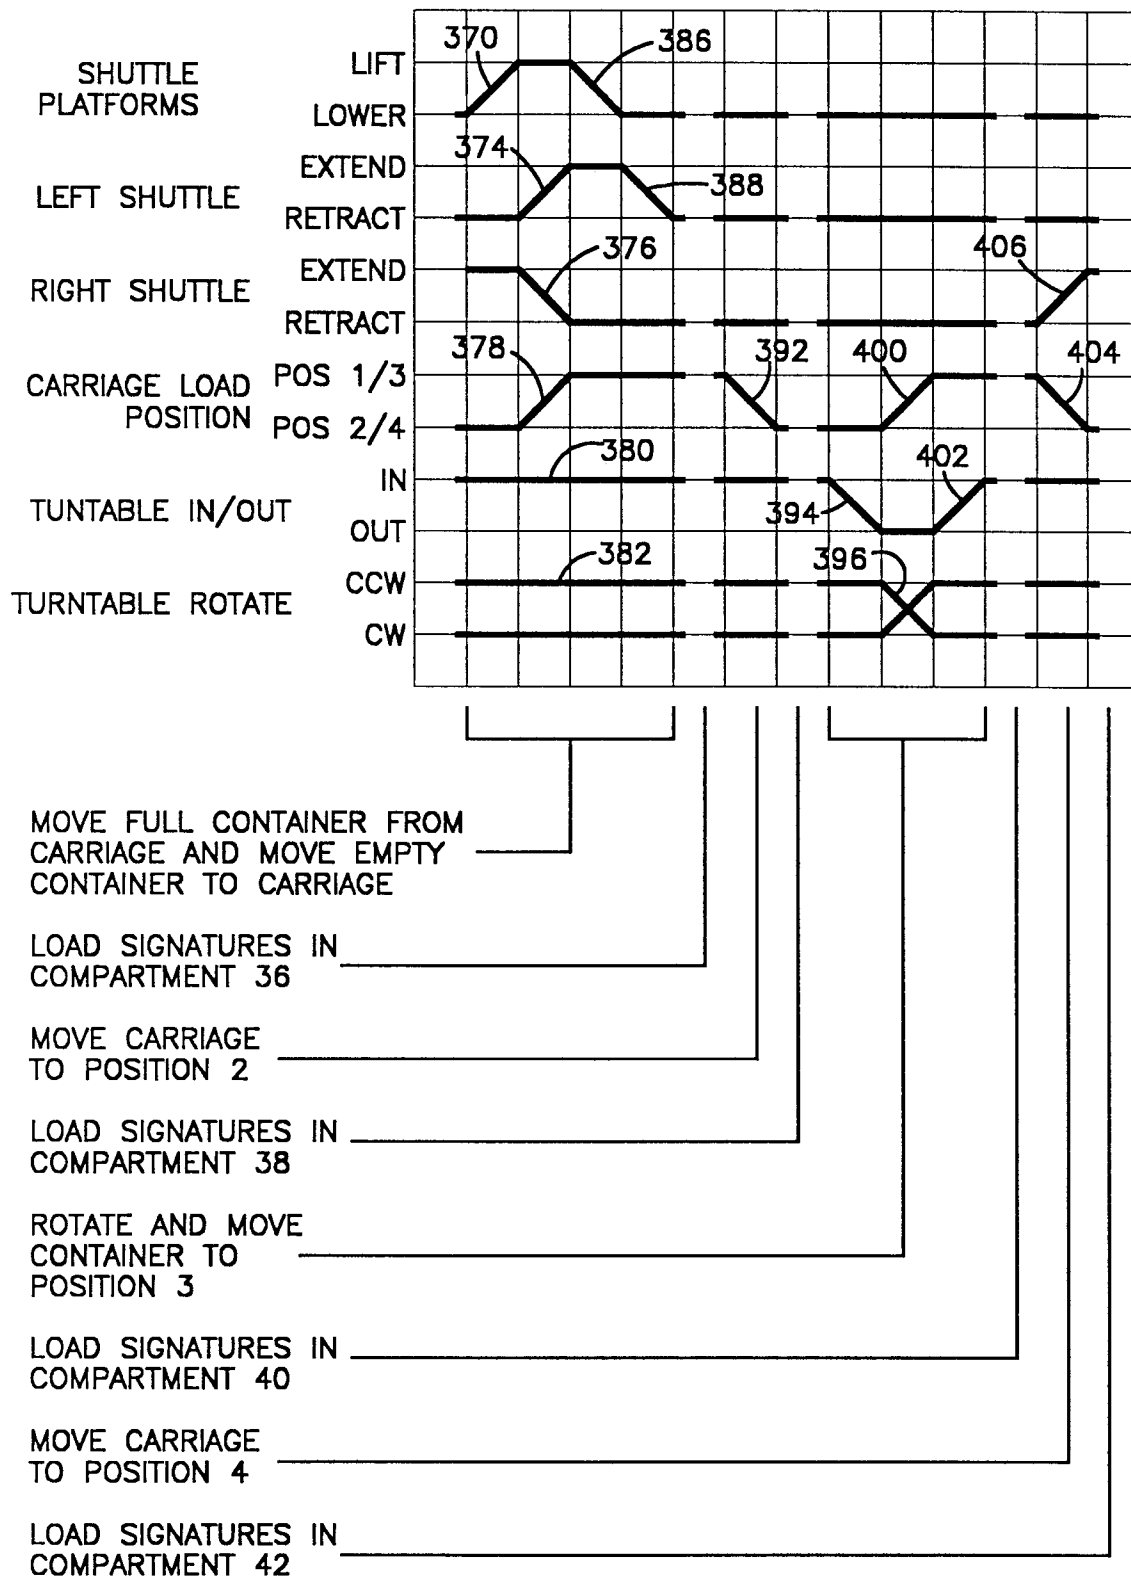 370
386
SHUTTLE
PLATFORMS
LIFT
LOWER
374
388
LEFT SHUTTLE
EXTEND
RETRACT
376
406
RIGHT SHUTTLE
EXTEND
RETRACT
378
392
400
404
CARRIAGE LOAD
POSITION
POS 1/3
POS 2/4
380
402
TUNTABLE IN/OUT
IN
OUT
394
382
396
TURNTABLE ROTATE
CCW
CW
MOVE FULL CONTAINER FROM
CARRIAGE AND MOVE EMPTY
CONTAINER TO CARRIAGE
LOAD SIGNATURES IN
COMPARTMENT 36
MOVE CARRIAGE
TO POSITION 2
LOAD SIGNATURES IN
COMPARTMENT 38
ROTATE AND MOVE
CONTAINER TO
POSITION 3
LOAD SIGNATURES IN
COMPARTMENT 40
MOVE CARRIAGE
TO POSITION 4
LOAD SIGNATURES IN
COMPARTMENT 42